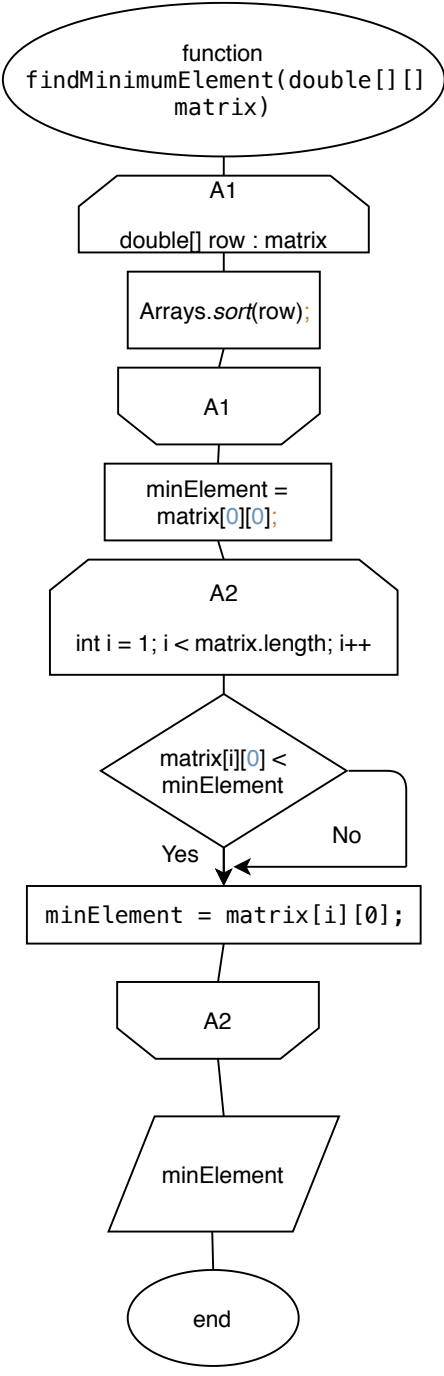 function
findMinimumElement(double[][]
matrix)
A1
double[] row : matrix
Arrays.sort(row);
A1
minElement =
matrix[0][0];
A2
int i = 1; i < matrix.length; i++
matrix[i][0] <
minElement
No
Yes
minElement = matrix[i][0];
A2
minElement
end